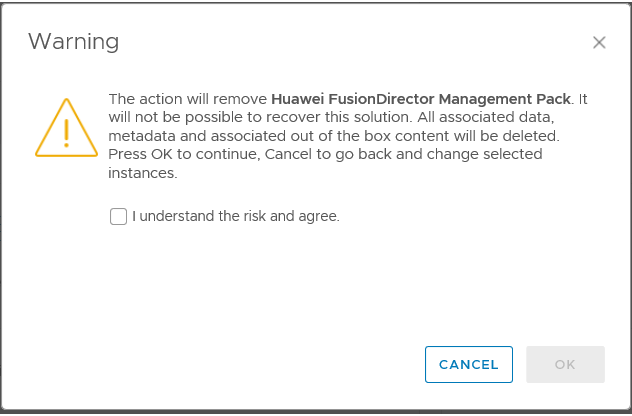 Warning
The action will remove Huawei FusionDirector Management Pack. It
will not be possible to recover this solution. All associated data,
metadata and associated out of the box content will be deleted.
Press OK to continue, Cancel to go back and change selected
instances.
I understand the risk and agree.
CANCEL
OK